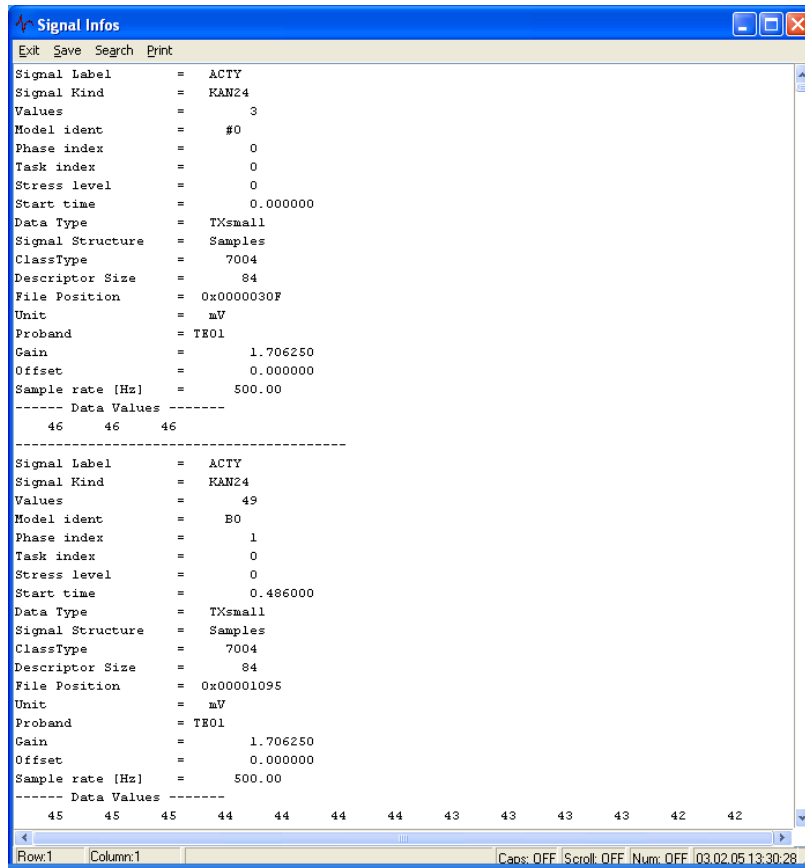 Signal Infos
Exit Save Search Print
Signal Label = ACTY
Signal Kind = KAN24
Values = 3
Model ident = #0
Phase index = 0
Task index = 0
Stress level = 0
Start time = 0.000000
Data Type = TXsmall
Signal Structure = Samples
ClassType = 7004
Descriptor Size = 84
File Position = 0x0000030F
Unit = mV
Proband = TE01
Gain = 1.706250
Offset = 0.000000
Sample rate [Hz] = 500.00
------ Data Values -------
46 46 46
-----------------------------------------
Signal Label = ACTY
Signal Kind = KAN24
Values = 49
Model ident = B0
Phase index = 1
Task index = 0
Stress level = 0
Start time = 0.486000
Data Type = TXsmall
Signal Structure = Samples
ClassType = 7004
Descriptor Size = 84
File Position = 0x00001095
Unit = mV
Proband = TE01
Gain = 1.706250
Offset = 0.000000
Sample rate [Hz] = 500.00
------ Data Values -------
45 45 45 44 44 44 44 43 43 43 43 42 42
Row:1 Column:1 Caps: OFF Scroll: OFF Num: OFF 03.02.05 13:30:28